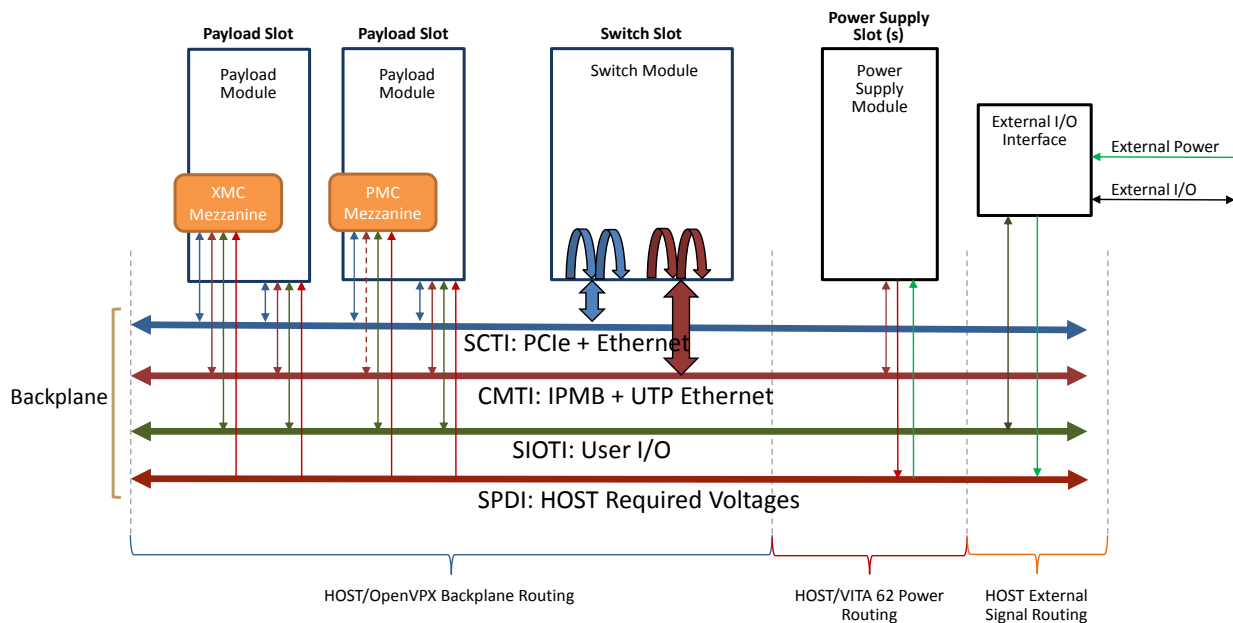 Payload Slot
Payload Slot
Switch Slot
Power Supply
Slot (s)
Payload
Module
Payload
Module
Switch Module
Power
Supply
Module
External I/O
Interface
External Power
External I/O
XMC
Mezzanine
PMC
Mezzanine
Backplane
SCTI: PCIe + Ethernet
CMTI: IPMB + UTP Ethernet
SIOTI: User I/O
SPDI: HOST Required Voltages
HOST/OpenVPX Backplane Routing
HOST/VITA 62 Power
Routing
HOST External
Signal Routing